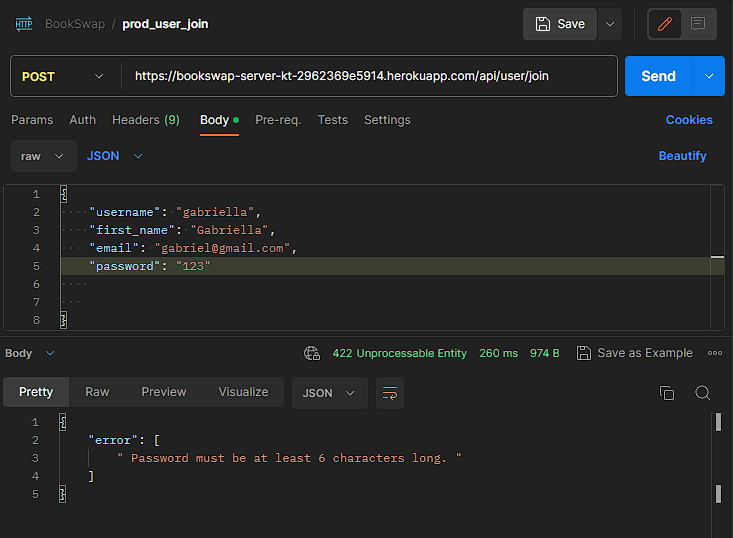 HTTP BookSwap / prod_user_join Save
POST https://bookswap-server-kt-2962369e5914.herokuapp.com/api/user/join Send
Params Auth Headers (9) Body Pre-req. Tests Settings Cookies
raw JSON Beautify
1 {
2 "username": "gabriella",
3 "first_name": "Gabriella",
4 "email": "gabriel@gmail.com",
5 "password": "123"
6
7
8 }
Body 422 Unprocessable Entity 260 ms 974 B Save as Example
Pretty Raw Preview Visualize JSON
1 {
2 "error": [
3 " Password must be at least 6 characters long. "
4 ]
5 }